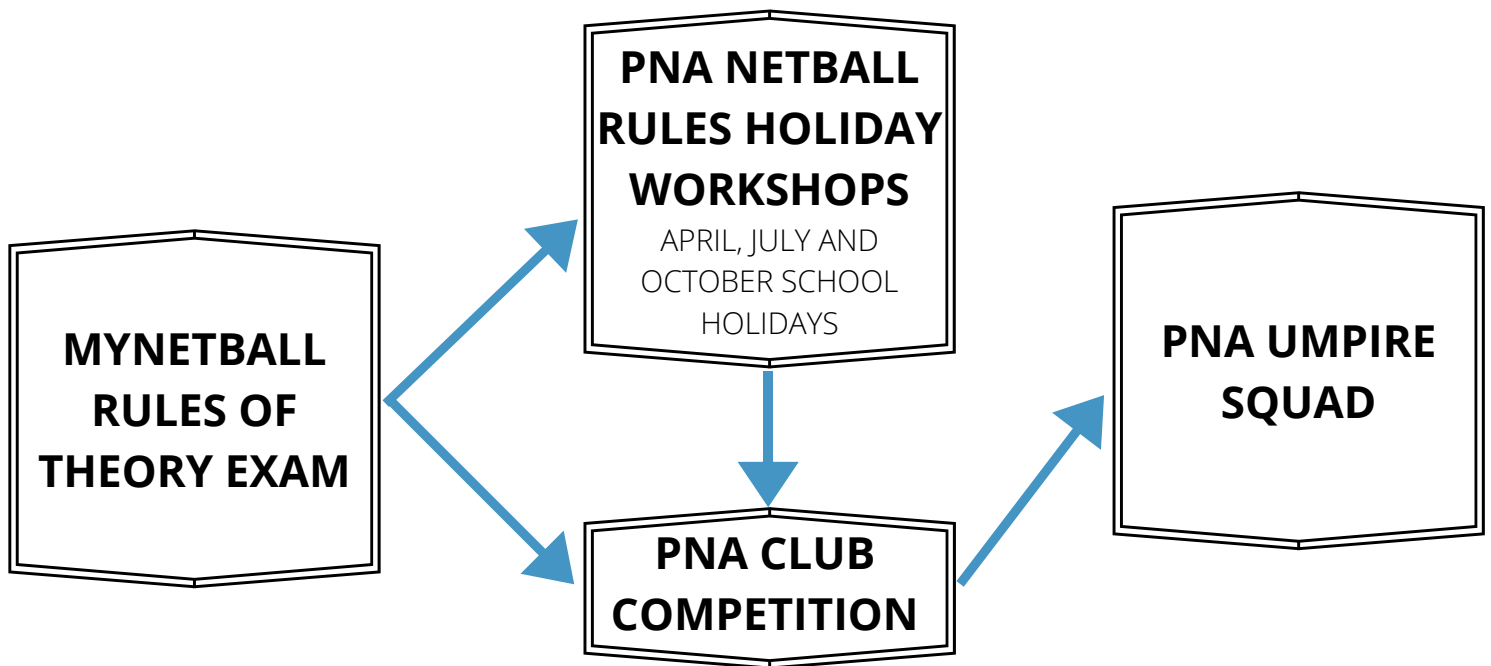 MYNETBALL
RULES OF
THEORY EXAM
PNA NETBALL
RULES HOLIDAY
WORKSHOPS
APRIL, JULY AND
OCTOBER SCHOOL
HOLIDAYS
PNA CLUB
COMPETITION
PNA UMPIRE
SQUAD